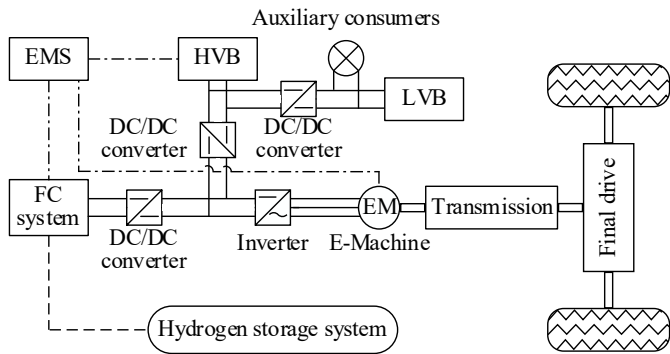 Auxiliary consumers
EMS
HVB
LVB
DC/DC
converter
DC/DC
converter
FC
system
DC/DC
converter
Inverter
EM
E-Machine
Transmission
Final drive
Hydrogen storage system